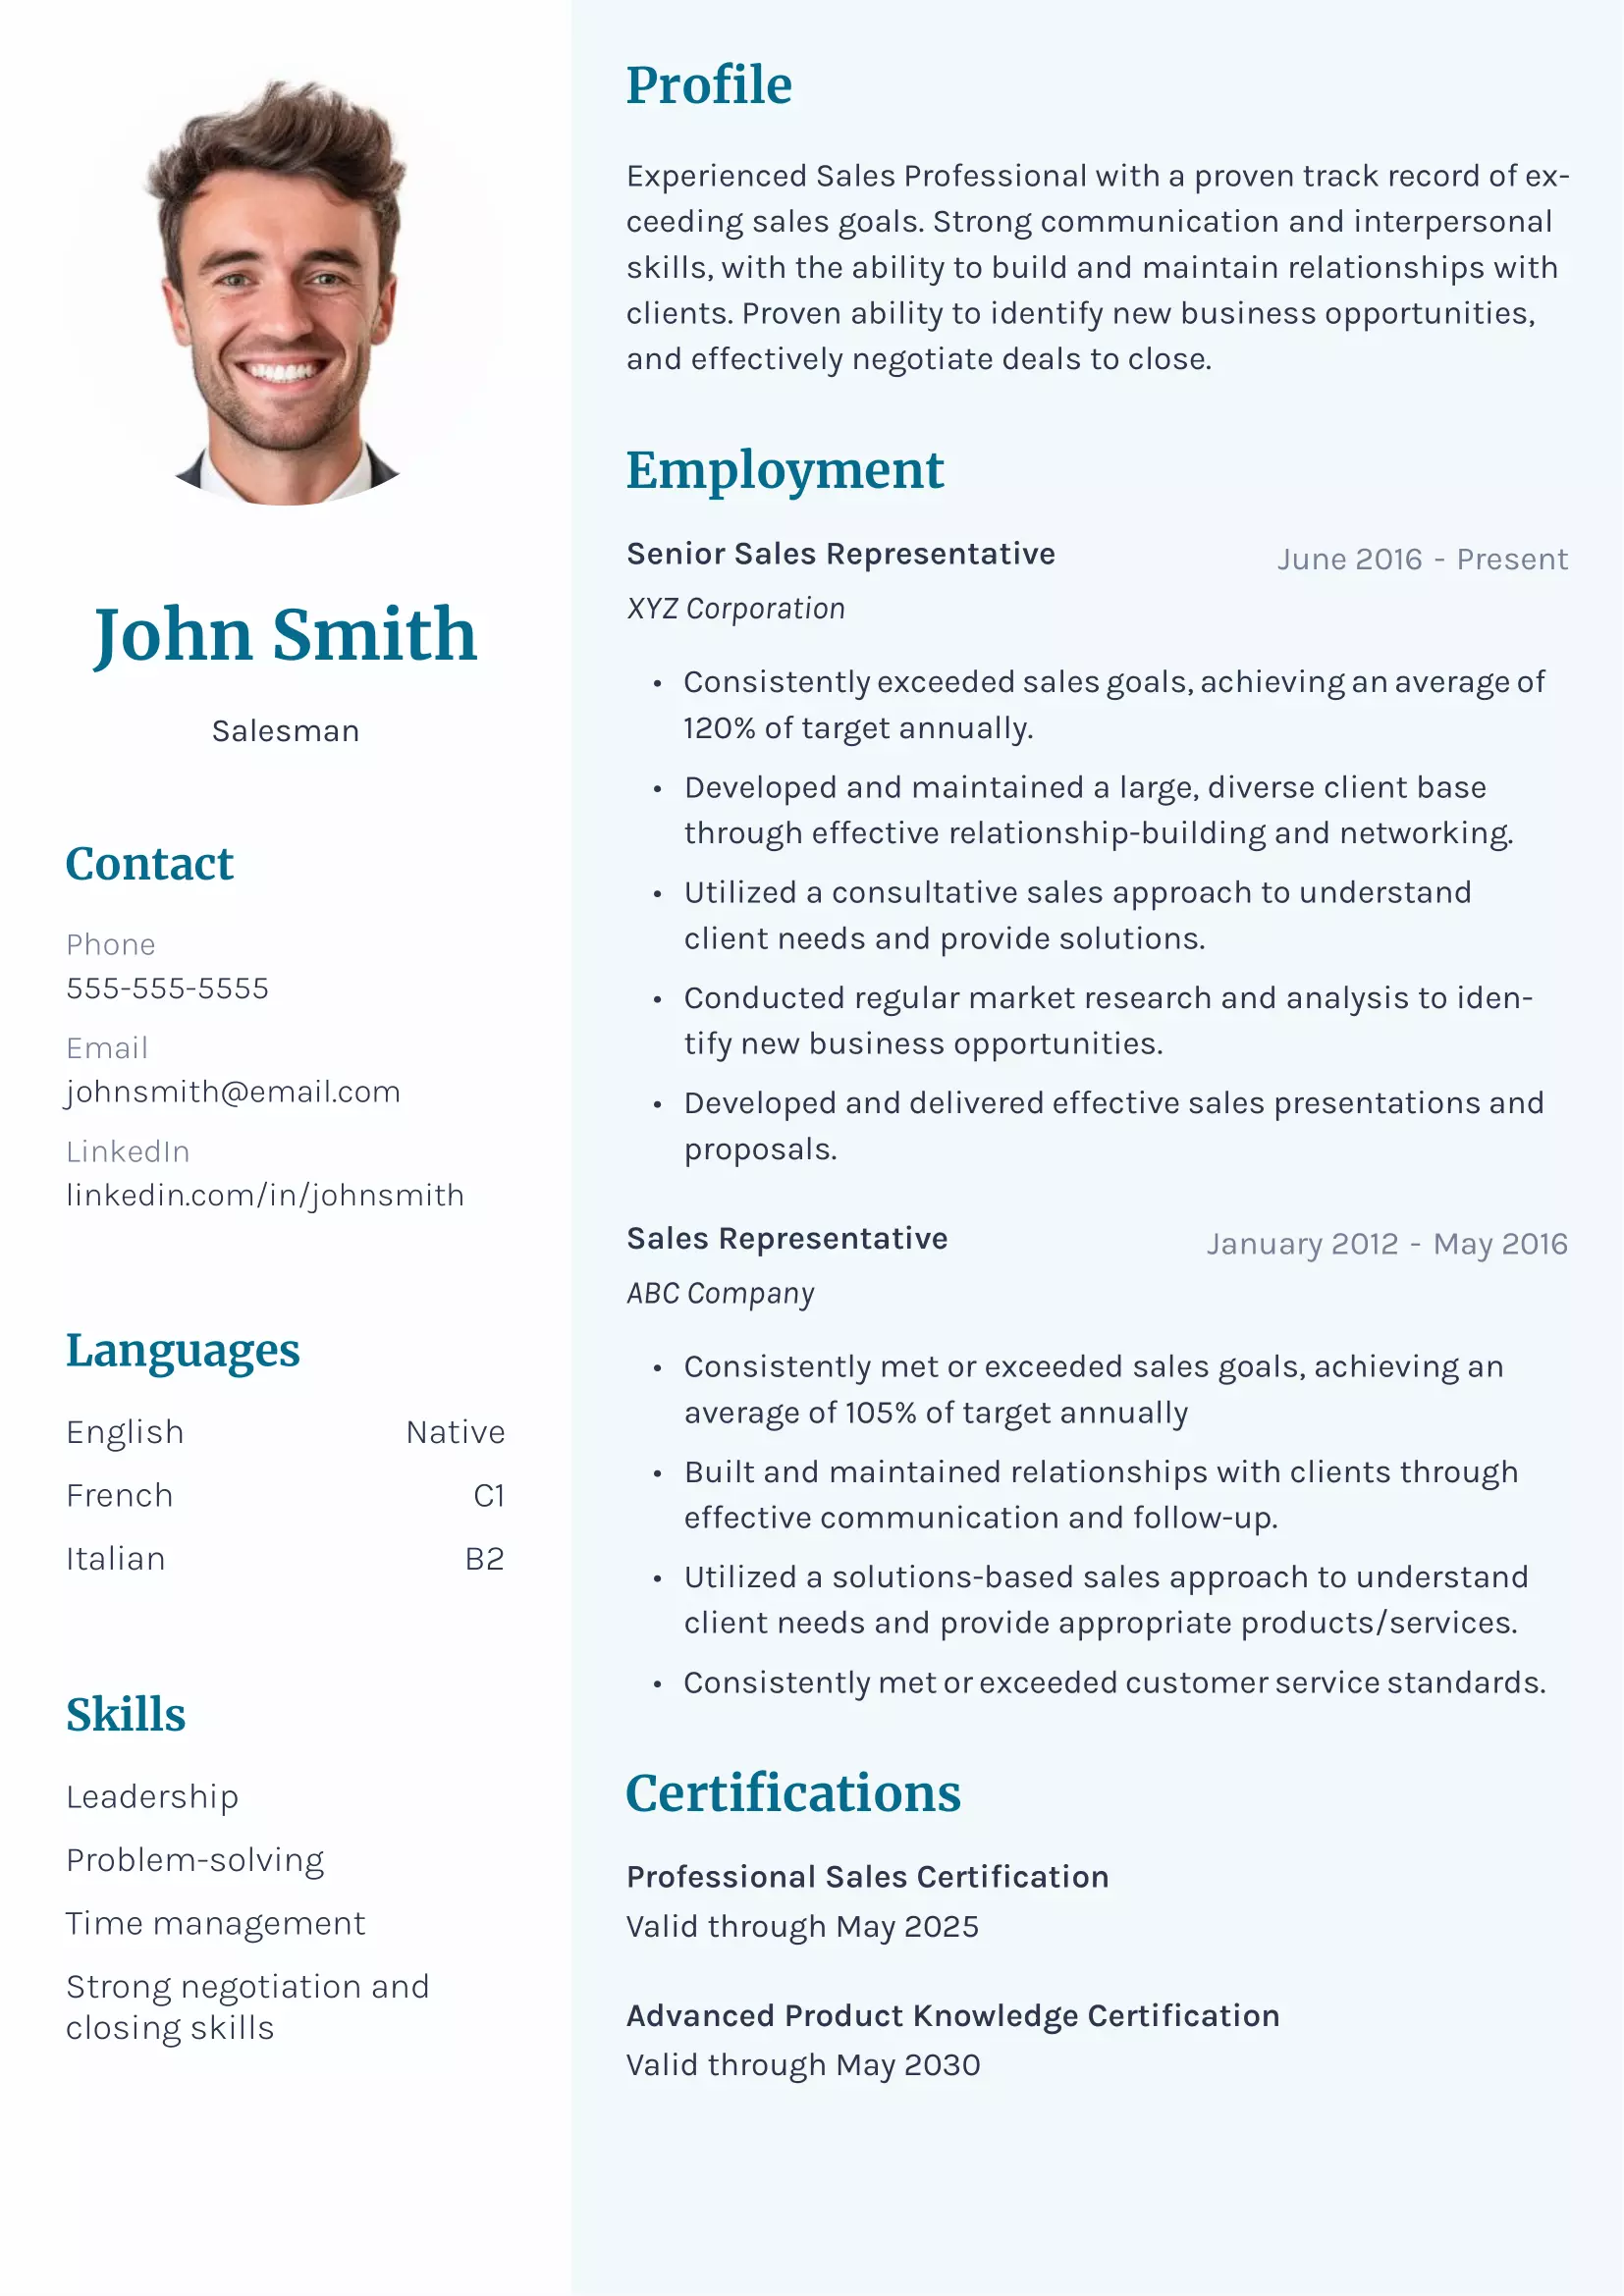 John Smith
Salesman
Contact
Phone
555-555-5555
Email
johnsmith@email.com
LinkedIn
linkedin.com/in/johnsmith
Languages
English Native
French C1
Italian B2
Skills
Leadership
Problem-solving
Time management
Strong negotiation and
closing skills
Profile
Experienced Sales Professional with a proven track record of ex-
ceeding sales goals. Strong communication and interpersonal
skills, with the ability to build and maintain relationships with
clients. Proven ability to identify new business opportunities,
and effectively negotiate deals to close.
Employment
Senior Sales Representative June 2016 - Present
XYZ Corporation
• Consistently exceeded sales goals, achieving an average of
120% of target annually.
• Developed and maintained a large, diverse client base
through effective relationship-building and networking.
• Utilized a consultative sales approach to understand
client needs and provide solutions.
• Conducted regular market research and analysis to iden-
tify new business opportunities.
• Developed and delivered effective sales presentations and
proposals.
Sales Representative January 2012 - May 2016
ABC Company
• Consistently met or exceeded sales goals, achieving an
average of 105% of target annually
• Built and maintained relationships with clients through
effective communication and follow-up.
• Utilized a solutions-based sales approach to understand
client needs and provide appropriate products/services.
• Consistently met or exceeded customer service standards.
Certifications
Professional Sales Certification
Valid through May 2025
Advanced Product Knowledge Certification
Valid through May 2030